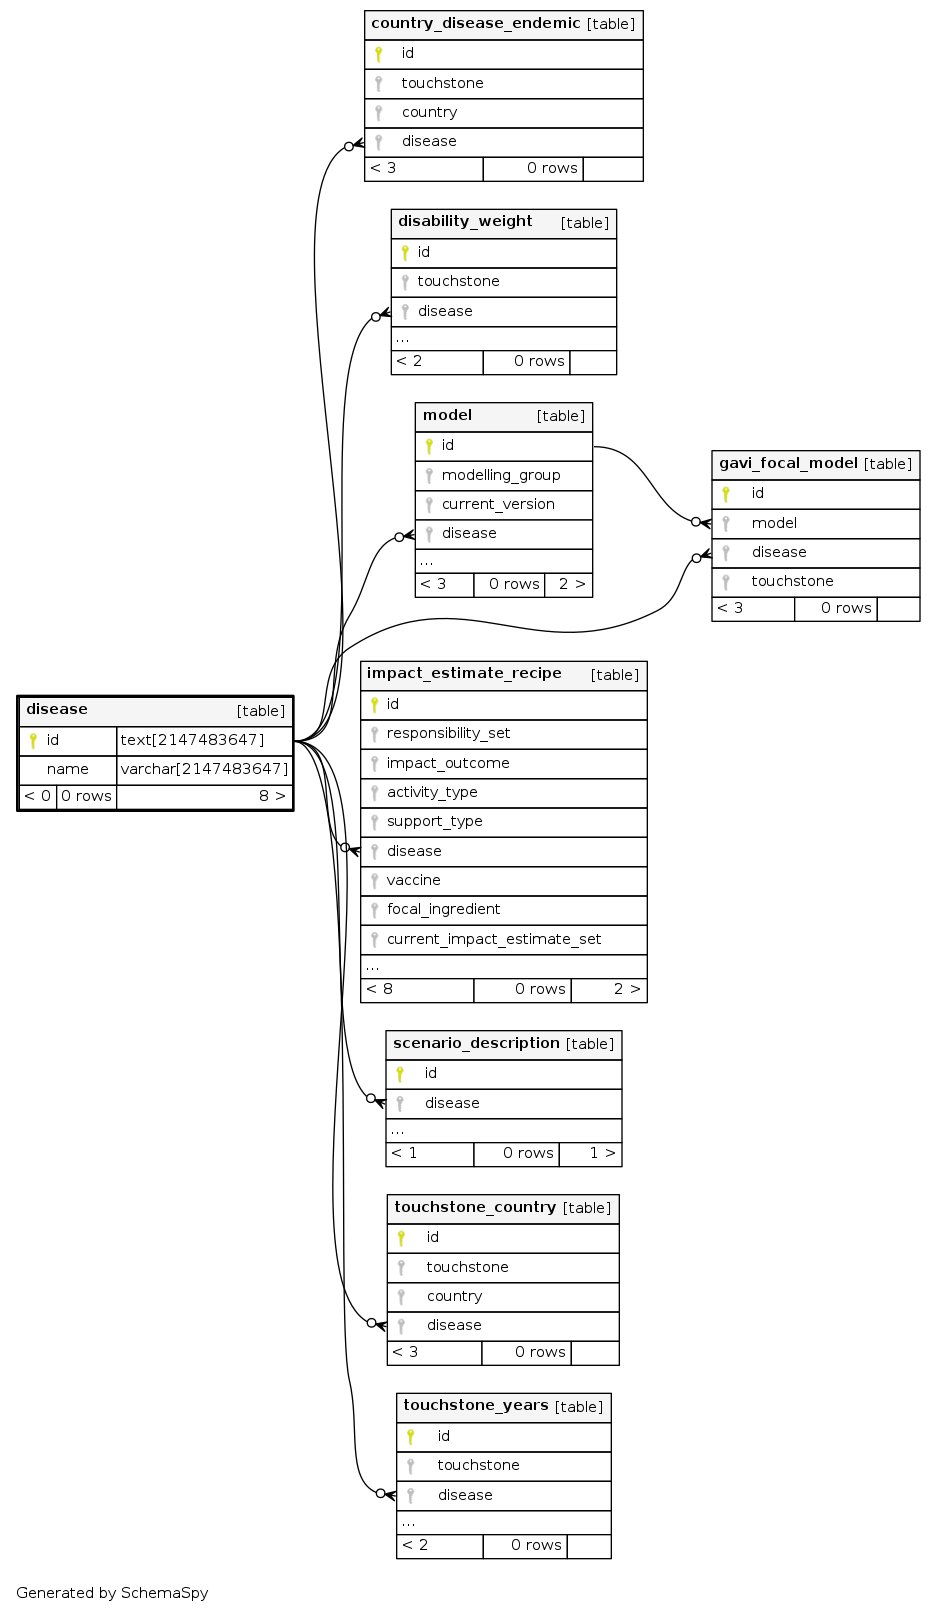 country_disease_endemic [table]
id
touchstone
country
disease
< 3 0 rows
disability_weight [table]
id
touchstone
disease
...
< 2 0 rows
model [table]
id
modelling_group
current_version
disease
...
< 3 0 rows 2 >
gavi_focal_model [table]
id
model
disease
touchstone
< 3 0 rows
impact_estimate_recipe [table]
id
responsibility_set
impact_outcome
activity_type
support_type
disease
vaccine
focal_ingredient
current_impact_estimate_set
...
< 8 0 rows 2 >
disease [table]
id text[2147483647]
name varchar[2147483647]
< 0 0 rows 8 >
scenario_description [table]
id
disease
...
< 1 0 rows 1 >
touchstone_country [table]
id
touchstone
country
disease
< 3 0 rows
touchstone_years [table]
id
touchstone
disease
...
< 2 0 rows
Generated by SchemaSpy